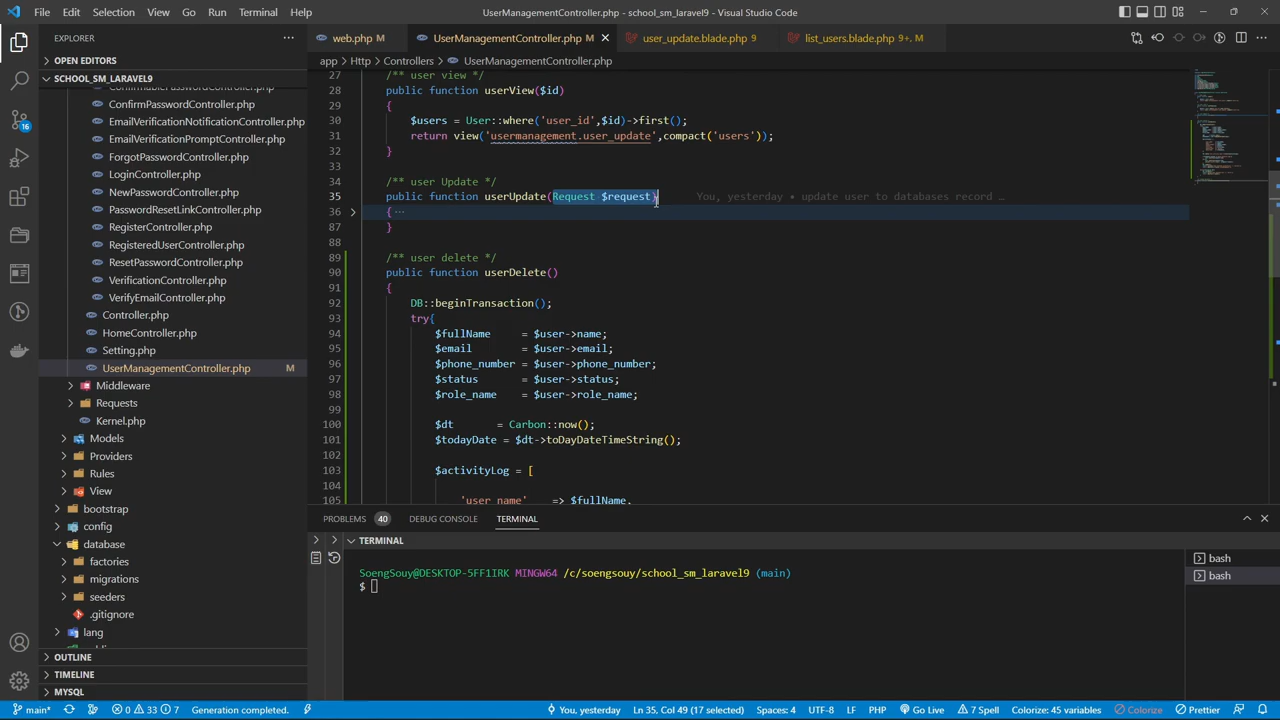 File Edit Selection View Go Run Terminal Help
UserManagementController.php - school_sm_laravel9 - Visual Studio Code
EXPLORER
web.php M
UserManagementController.php M
user_update.blade.php 9
list_users.blade.php 9+, M
OPEN EDITORS
app > Http > Controllers > UserManagementController.php
SCHOOL_SM_LARAVEL9
ConfirmPasswordController.php
EmailVerificationNotificationController.php
EmailVerificationPromptController.php
ForgotPasswordController.php
LoginController.php
NewPasswordController.php
PasswordResetLinkController.php
RegisterController.php
RegisteredUserController.php
ResetPasswordController.php
VerificationController.php
VerifyEmailController.php
Controller.php
HomeController.php
Setting.php
UserManagementController.php M
Middleware
Requests
Kernel.php
Models
Providers
Rules
View
bootstrap
config
database
factories
migrations
seeders
.gitignore
lang
OUTLINE
TIMELINE
MYSQL
27 /** user view */
28 public function userView($id)
29 {
30 $users = User::where('user_id',$id)->first();
31 return view('usermanagement.user_update',compact('users'));
32 }
33
34 /** user Update */
35 public function userUpdate(Request $request) You, yesterday • update user to databases record …
36 { ···
87 }
88
89 /** user delete */
90 public function userDelete()
91 {
92 DB::beginTransaction();
93 try{
94 $fullName = $user->name;
95 $email = $user->email;
96 $phone_number = $user->phone_number;
97 $status = $user->status;
98 $role_name = $user->role_name;
99
100 $dt = Carbon::now();
101 $todayDate = $dt->toDayDateTimeString();
102
103 $activityLog = [
104
105 'user_name' => $fullName,
PROBLEMS 40 DEBUG CONSOLE TERMINAL
TERMINAL
SoengSouy@DESKTOP-5FF1IRK MINGW64 /c/soengsouy/school_sm_laravel9 (main)
$
bash
bash
16
main* 0 33 7 Generation completed. You, yesterday Ln 35, Col 49 (17 selected) Spaces: 4 UTF-8 LF PHP Go Live 7 Spell Colorize: 45 variables Colorize Prettier